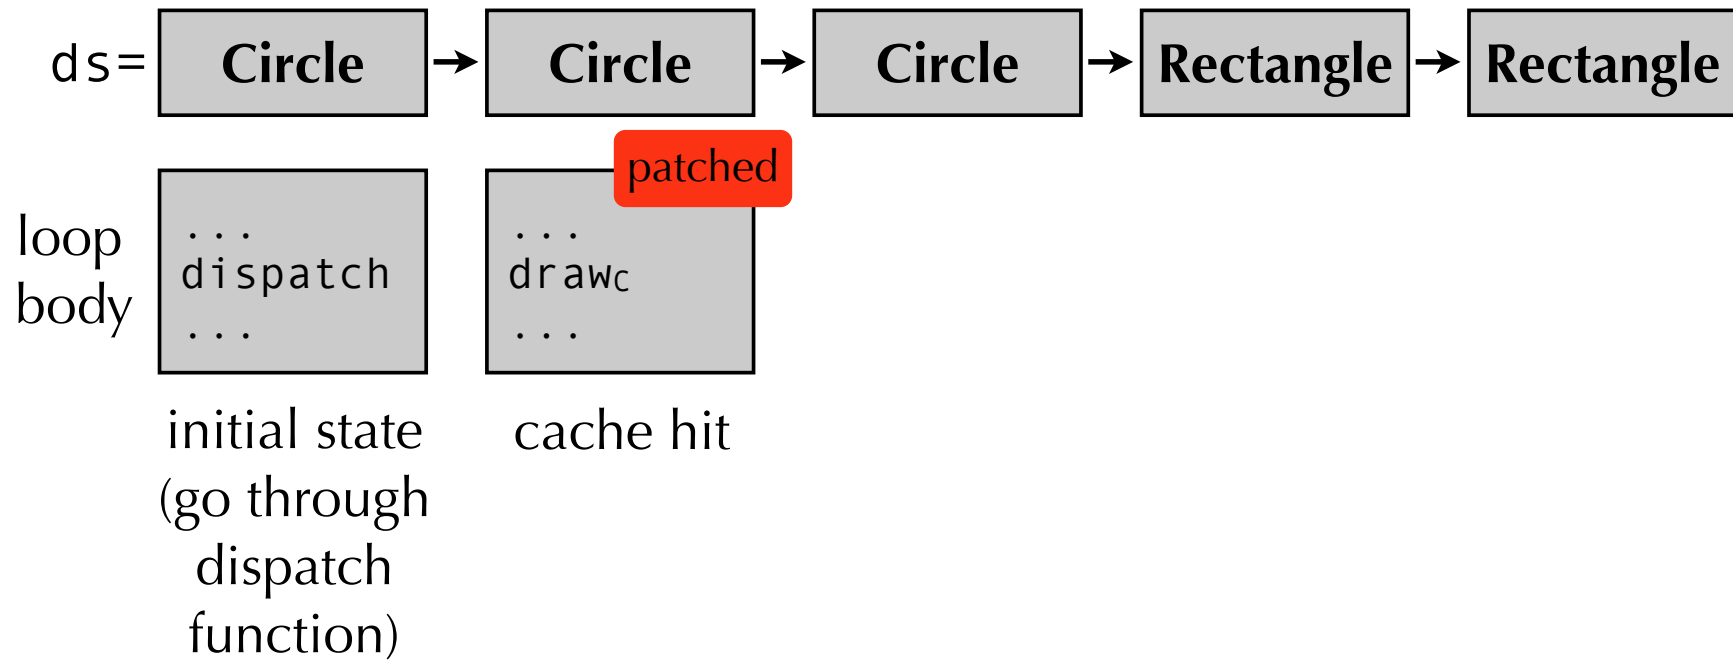 ds= Circle → Circle → Circle → Rectangle → Rectangle
patched
loop
body
...
dispatch
...
...
drawC
...
initial state
(go through
dispatch
function)
cache hit